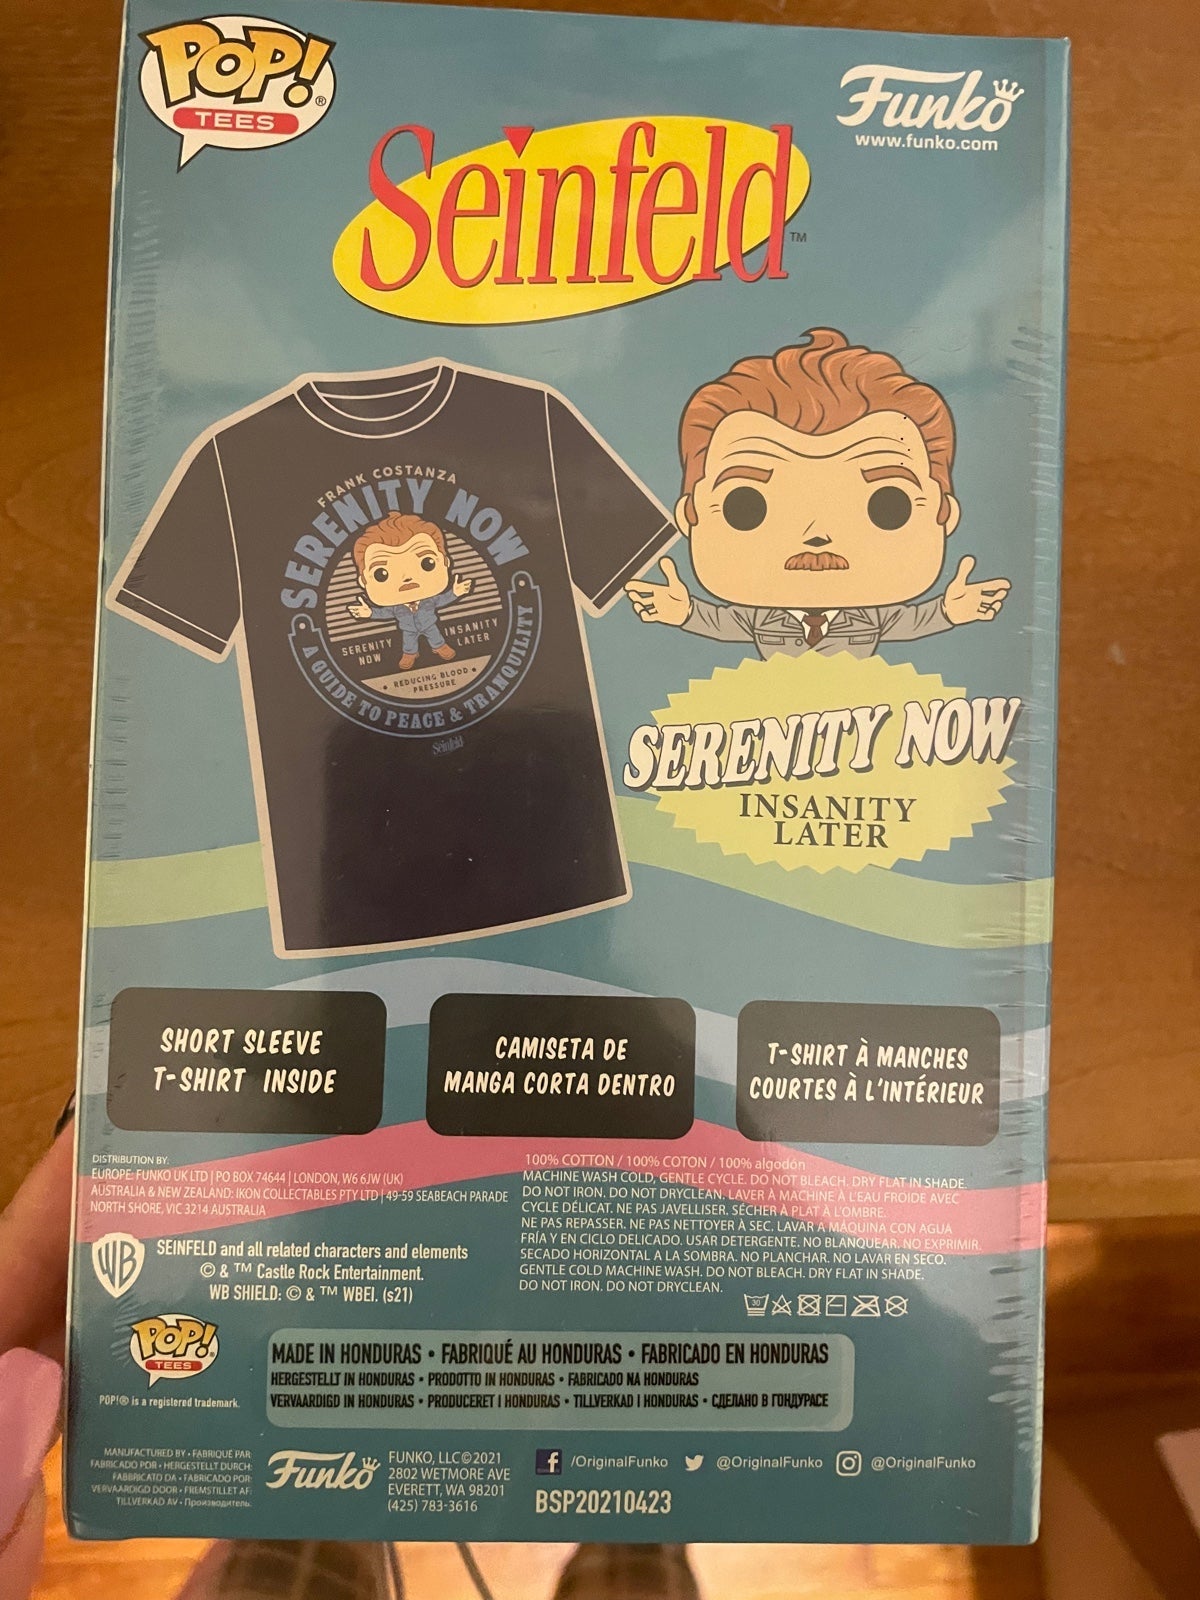 POP!®
TEES
Funko
www.funko.com
Seinfeld™
FRANK COSTANZA
SERENITY NOW
SERENITY
NOW
INSANITY
LATER
• REDUCING BLOOD •
PRESSURE
A GUIDE TO PEACE & TRANQUILITY
Seinfeld
SERENITY NOW
INSANITY
LATER
SHORT SLEEVE
T-SHIRT INSIDE
CAMISETA DE
MANGA CORTA DENTRO
T-SHIRT À MANCHES
COURTES À L'INTÉRIEUR
DISTRIBUTION BY:
EUROPE: FUNKO UK LTD | PO BOX 74644 | LONDON, W6 6JW (UK)
AUSTRALIA & NEW ZEALAND: IKON COLLECTABLES PTY LTD | 49-59 SEABEACH PARADE
NORTH SHORE, VIC 3214 AUSTRALIA
100% COTTON / 100% COTON / 100% algodón
MACHINE WASH COLD, GENTLE CYCLE. DO NOT BLEACH. DRY FLAT IN SHADE.
DO NOT IRON. DO NOT DRYCLEAN. LAVER À MACHINE À L'EAU FROIDE AVEC
CYCLE DÉLICAT. NE PAS JAVELLISER. SÉCHER À PLAT À L'OMBRE.
NE PAS REPASSER. NE PAS NETTOYER À SEC. LAVAR A MÁQUINA CON AGUA
FRÍA Y EN CICLO DELICADO. USAR DETERGENTE. NO BLANQUEAR. NO EXPRIMIR.
SECADO HORIZONTAL A LA SOMBRA. NO PLANCHAR. NO LAVAR EN SECO.
GENTLE COLD MACHINE WASH. DO NOT BLEACH. DRY FLAT IN SHADE.
DO NOT IRON. DO NOT DRYCLEAN.
30
WB
SEINFELD and all related characters and elements
© & ™ Castle Rock Entertainment.
WB SHIELD: © & ™ WBEI. (s21)
POP!®
TEES
POP!® is a registered trademark.
MADE IN HONDURAS • FABRIQUÉ AU HONDURAS • FABRICADO EN HONDURAS
HERGESTELLT IN HONDURAS • PRODOTTO IN HONDURAS • FABRICADO NA HONDURAS
VERVAARDIGD IN HONDURAS • PRODUCERET I HONDURAS • TILLVERKAD I HONDURAS • СДЕЛАНО В ГОНДУРАСЕ
MANUFACTURED BY • FABRIQUÉ PAR:
FABRICADO POR • HERGESTELLT DURCH:
FABBRICATO DA • FABRICADO POR:
VERVAARDIGD DOOR • FREMSTILLET AF:
TILLVERKAD AV • Производитель:
Funko
FUNKO, LLC©2021
2802 WETMORE AVE
EVERETT, WA 98201
(425) 783-3616
f /OriginalFunko @OriginalFunko @OriginalFunko
BSP20210423